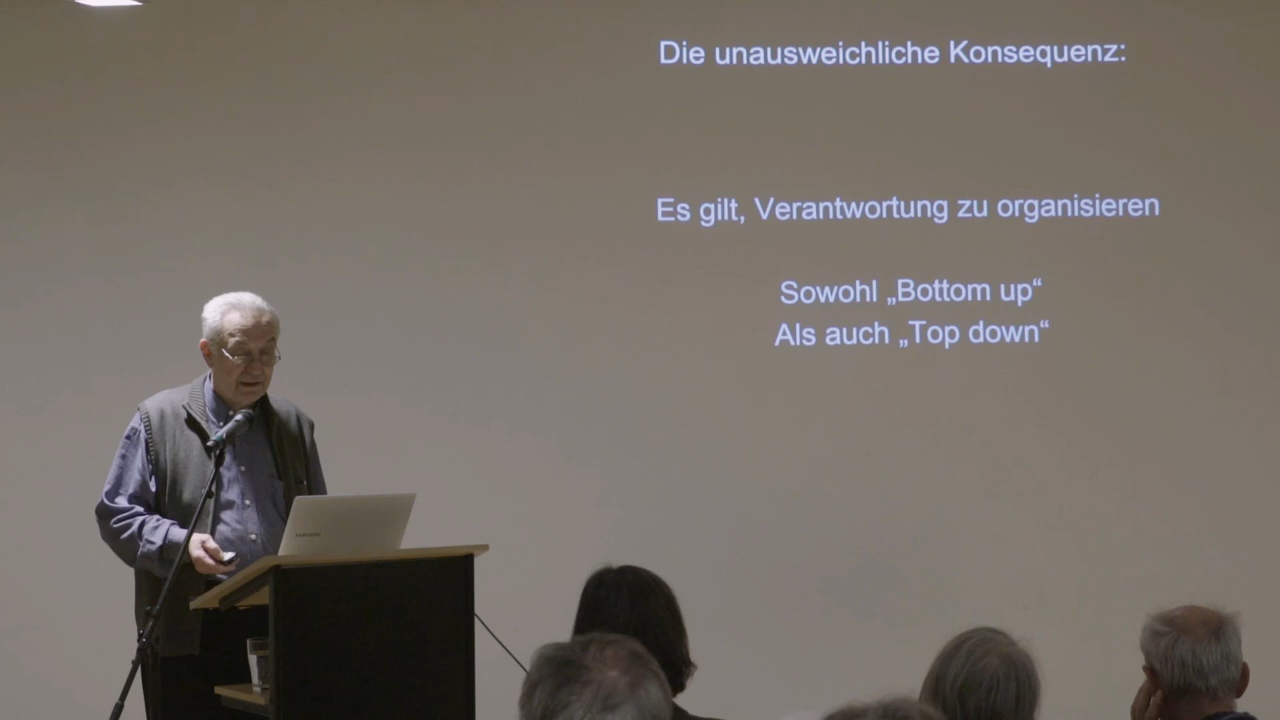 Die unausweichliche Konsequenz:
Es gilt, Verantwortung zu organisieren
Sowohl „Bottom up“
Als auch „Top down“